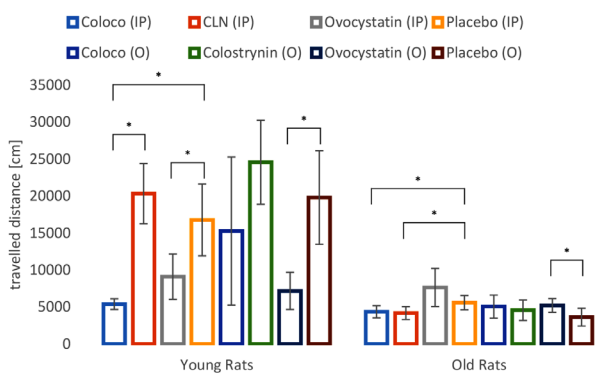 Coloco (IP) CLN (IP) Ovocystatin (IP) Placebo (IP)
Coloco (O) Colostrynin (O) Ovocystatin (O) Placebo (O)
travelled distance [cm]
35000
30000
25000
20000
15000
10000
5000
0
* * * *
* * *
Young Rats Old Rats